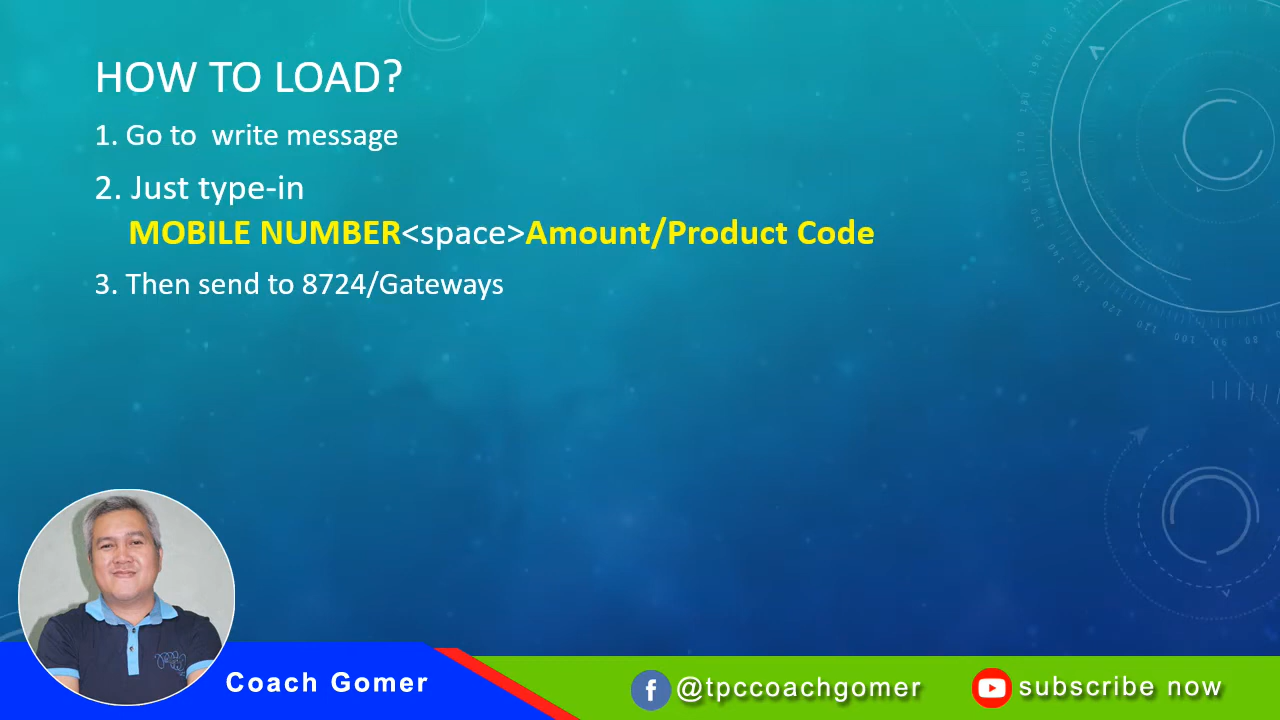 HOW TO LOAD?
1. Go to  write message
2. Just type-in
MOBILE NUMBER<space>Amount/Product Code
3. Then send to 8724/Gateways
Coach Gomer
@tpccoachgomer
subscribe now